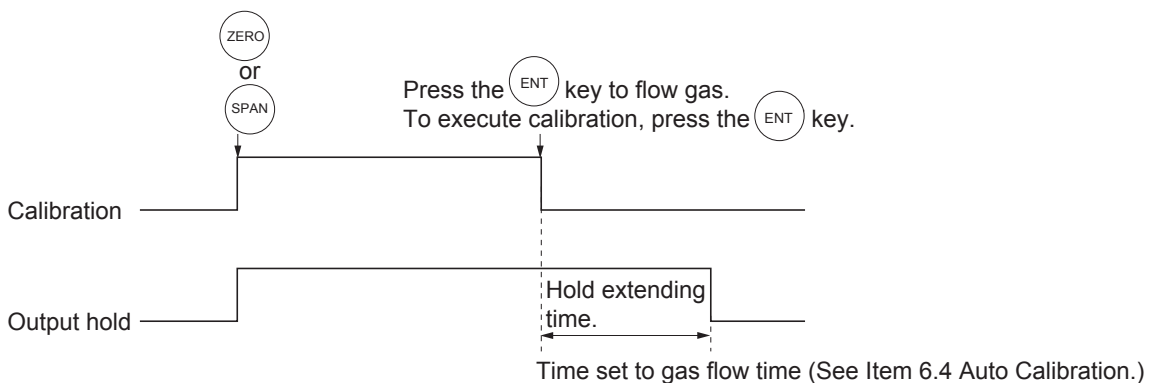 ZERO
or
SPAN
Press the ENT key to flow gas.
To execute calibration, press the ENT key.
Calibration
Output hold
Hold extending
time.
Time set to gas flow time (See Item 6.4 Auto Calibration.)